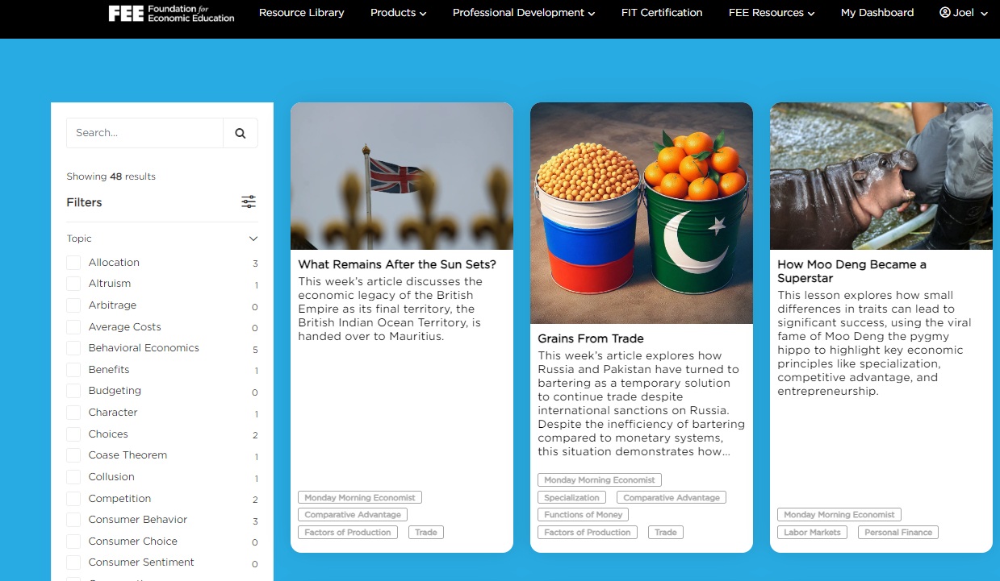 FEE Foundation for
Economic Education
Resource Library
Products
Professional Development
FIT Certification
FEE Resources
My Dashboard
Joel
Search...
Showing 48 results
Filters
Topic
Allocation 3
Altruism 1
Arbitrage 0
Average Costs 0
Behavioral Economics 5
Benefits 1
Budgeting 0
Character 1
Choices 2
Coase Theorem 1
Collusion 1
Competition 2
Consumer Behavior 3
Consumer Choice 0
Consumer Sentiment 0
What Remains After the Sun Sets?
This week's article discusses the
economic legacy of the British
Empire as its final territory, the
British Indian Ocean Territory, is
handed over to Mauritius.
Monday Morning Economist
Comparative Advantage
Factors of Production Trade
Grains From Trade
This week's article explores how
Russia and Pakistan have turned to
bartering as a temporary solution
to continue trade despite
international sanctions on Russia.
Despite the inefficiency of bartering
compared to monetary systems,
this situation demonstrates how...
Monday Morning Economist
Specialization Comparative Advantage
Functions of Money
Factors of Production Trade
How Moo Deng Became a
Superstar
This lesson explores how small
differences in traits can lead to
significant success, using the viral
fame of Moo Deng the pygmy
hippo to highlight key economic
principles like specialization,
competitive advantage, and
entrepreneurship.
Monday Morning Economist
Labor Markets Personal Finance